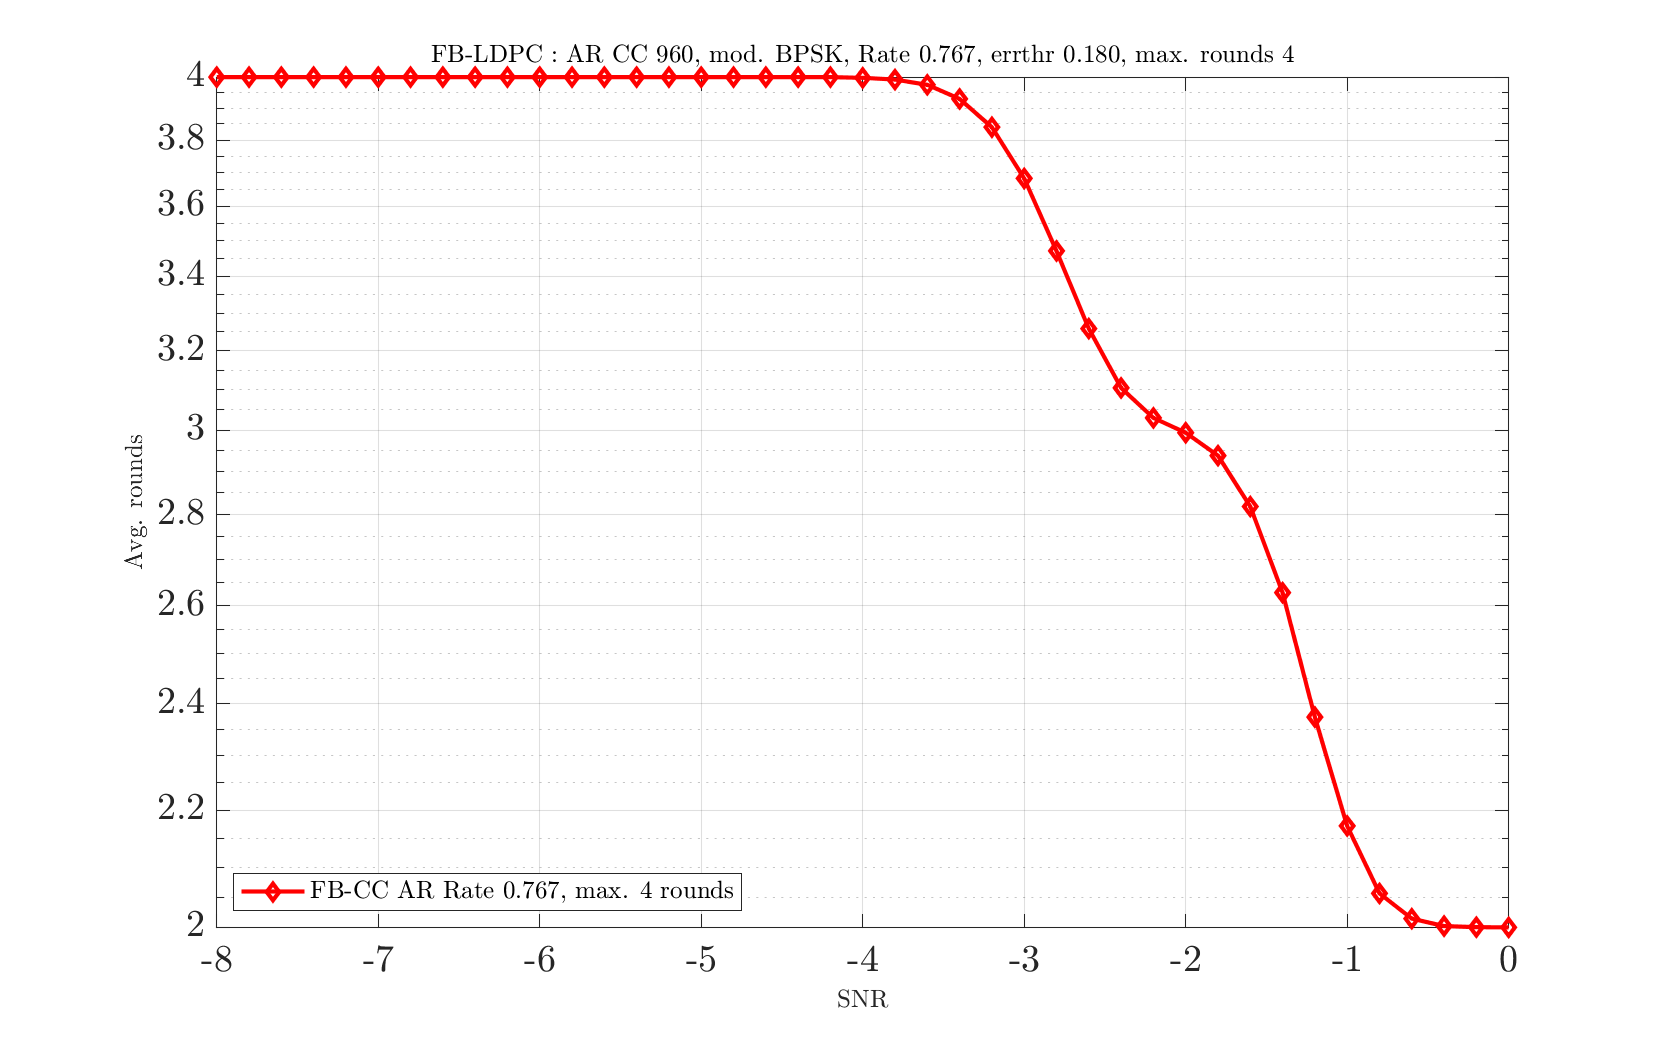 FB-LDPC : AR CC 960, mod. BPSK, Rate 0.767, errthr 0.180, max. rounds 4
4
3.8
3.6
3.4
3.2
3
2.8
2.6
2.4
2.2
2
Avg. rounds
FB-CC AR Rate 0.767, max. 4 rounds
-8 -7 -6 -5 -4 -3 -2 -1 0
SNR